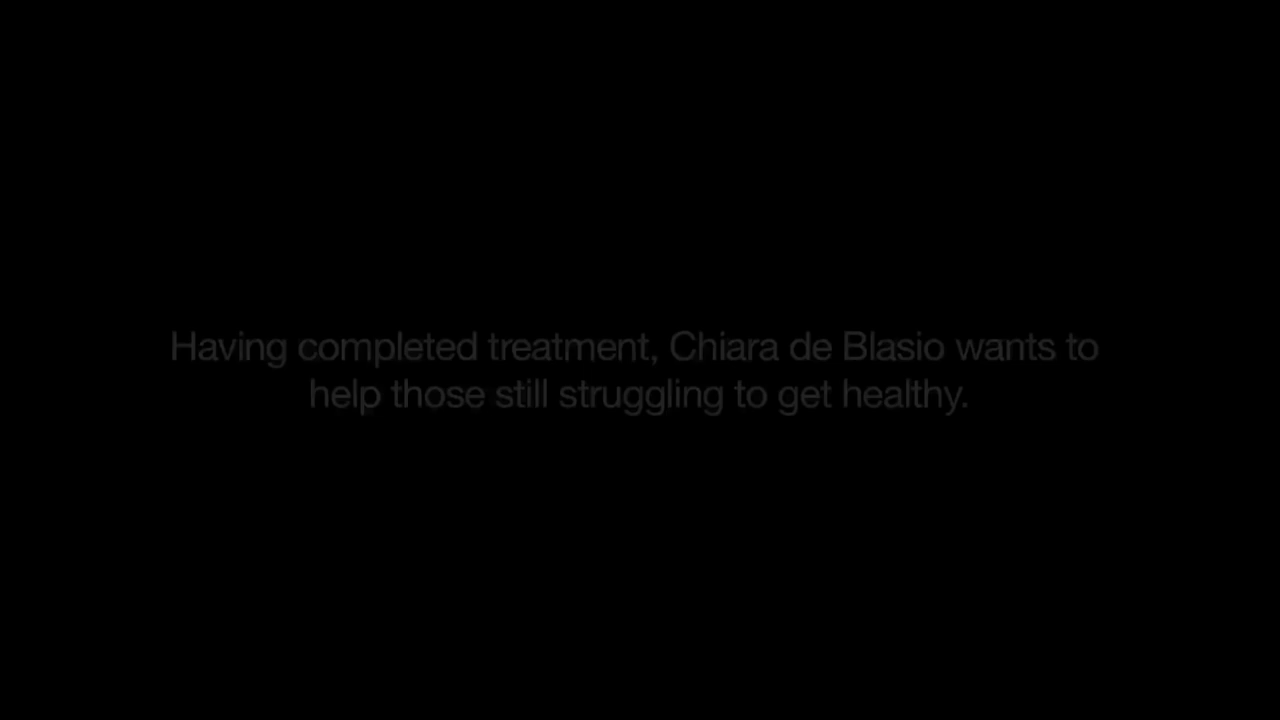 Having completed treatment, Chiara de Blasio wants to
help those still struggling to get healthy.